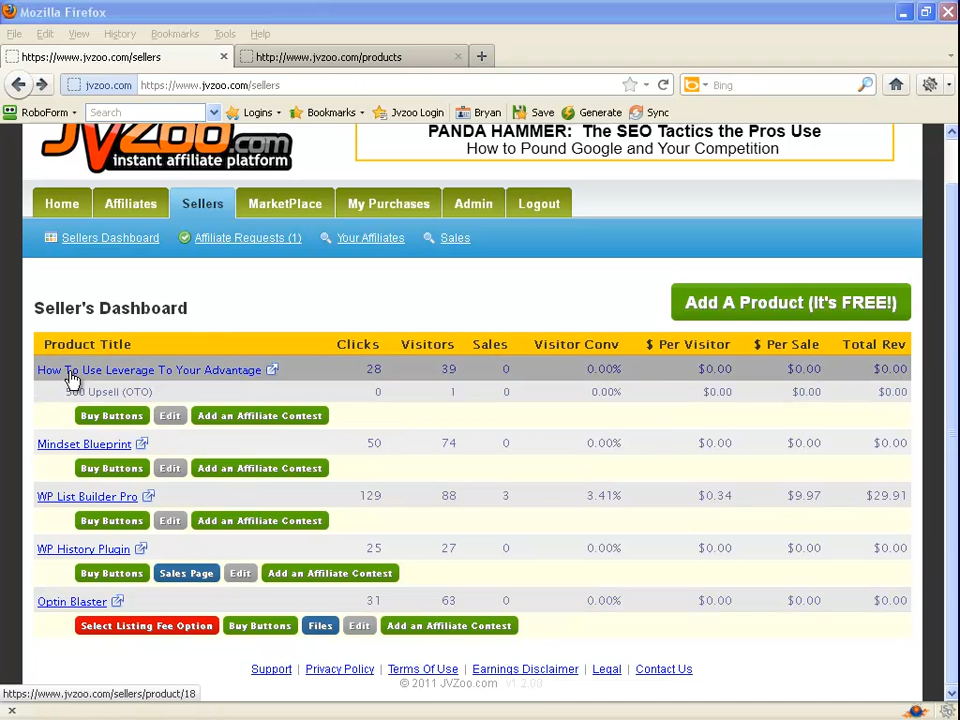 Mozilla Firefox
File Edit View History Bookmarks Tools Help
https://www.jvzoo.com/sellers × http://www.jvzoo.com/products × +
jvzoo.com https://www.jvzoo.com/sellers Bing
RoboForm Search Logins Bookmarks Jvzoo Login Bryan Save Generate Sync
JVZoo.com PANDA HAMMER: The SEO Tactics the Pros Use
instant affiliate platform How to Pound Google and Your Competition
Home Affiliates Sellers MarketPlace My Purchases Admin Logout
Sellers Dashboard Affiliate Requests (1) Your Affiliates Sales
Seller's Dashboard Add A Product (It's FREE!)
Product Title Clicks Visitors Sales Visitor Conv $ Per Visitor $ Per Sale Total Rev
How To Use Leverage To Your Advantage 28 39 0 0.00% $0.00 $0.00 $0.00
Upsell (OTO) 0 1 0 0.00% $0.00 $0.00 $0.00
Buy Buttons Edit Add an Affiliate Contest
Mindset Blueprint 50 74 0 0.00% $0.00 $0.00 $0.00
Buy Buttons Edit Add an Affiliate Contest
WP List Builder Pro 129 88 3 3.41% $0.34 $9.97 $29.91
Buy Buttons Edit Add an Affiliate Contest
WP History Plugin 25 27 0 0.00% $0.00 $0.00 $0.00
Buy Buttons Sales Page Edit Add an Affiliate Contest
Optin Blaster 31 63 0 0.00% $0.00 $0.00 $0.00
Select Listing Fee Option Buy Buttons Files Edit Add an Affiliate Contest
Support | Privacy Policy | Terms Of Use | Earnings Disclaimer | Legal | Contact Us
© 2011 JVZoo.com v1.2.08
https://www.jvzoo.com/sellers/product/18